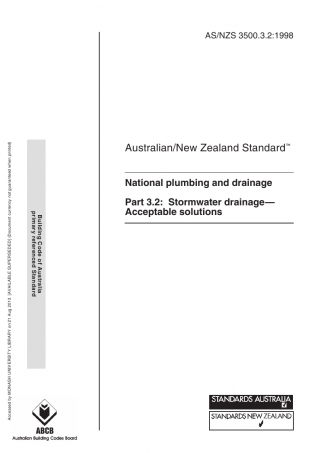 AS/NZS 3500.3.2:1998
Australian/New Zealand Standard™
National plumbing and drainage
Part 3.2: Stormwater drainage—
Acceptable solutions
Building Code of Australia
primary referenced Standard
Accessed by MONASH UNIVERSITY LIBRARY on 21 Aug 2013 (AVAILABLE SUPERSEDED) (Document currency not guaranteed when printed)
ABCB
Australian Building Codes Board
STANDARDS AUSTRALIA
STANDARDS NEW ZEALAND